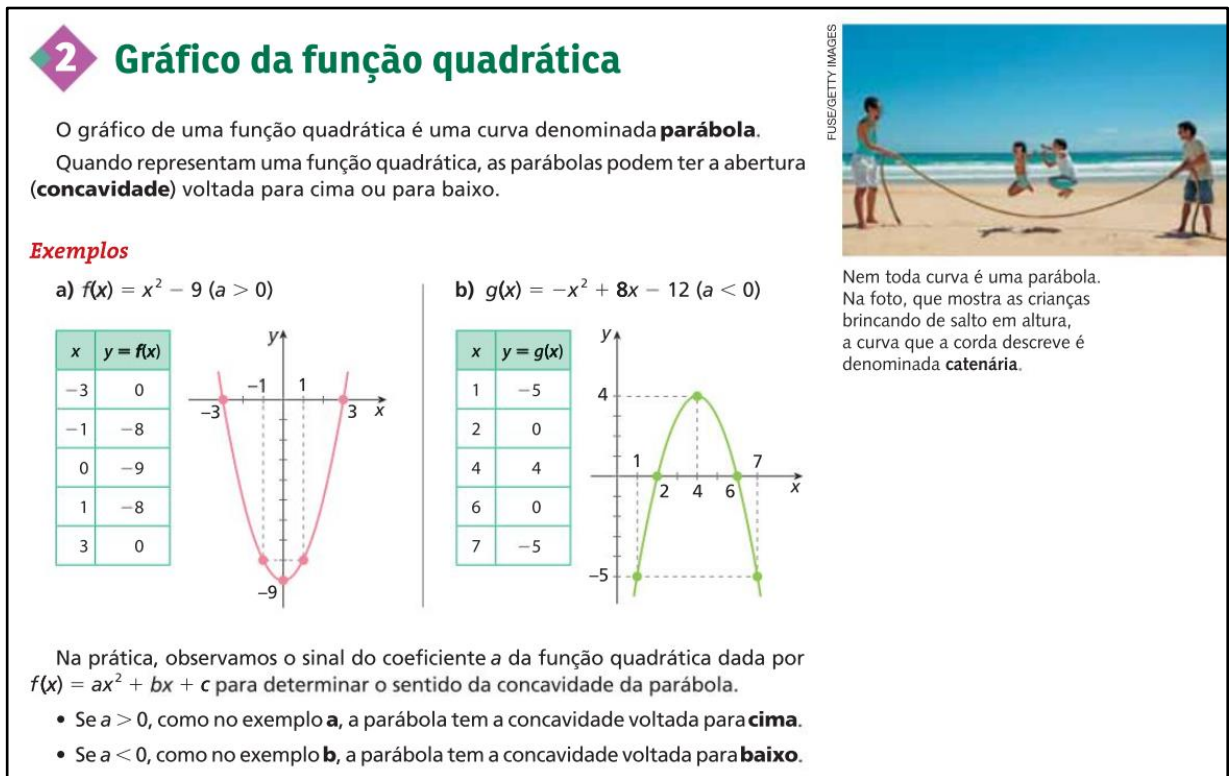 2 Gráfico da função quadrática
O gráfico de uma função quadrática é uma curva denominada parábola.
Quando representam uma função quadrática, as parábolas podem ter a abertura
(concavidade) voltada para cima ou para baixo.
Exemplos
a) f(x) = x² − 9 (a > 0)
x y = f(x)
−3 0
−1 −8
0 −9
1 −8
3 0
y
−1 1
−3 3 x
−9
b) g(x) = −x² + 8x − 12 (a < 0)
x y = g(x)
1 −5
2 0
4 4
6 0
7 −5
y
4
1 7
2 4 6 x
−5
Na prática, observamos o sinal do coeficiente a da função quadrática dada por
f(x) = ax² + bx + c para determinar o sentido da concavidade da parábola.
• Se a > 0, como no exemplo a, a parábola tem a concavidade voltada para cima.
• Se a < 0, como no exemplo b, a parábola tem a concavidade voltada para baixo.
FUSE/GETTY IMAGES
Nem toda curva é uma parábola.
Na foto, que mostra as crianças
brincando de salto em altura,
a curva que a corda descreve é
denominada catenária.